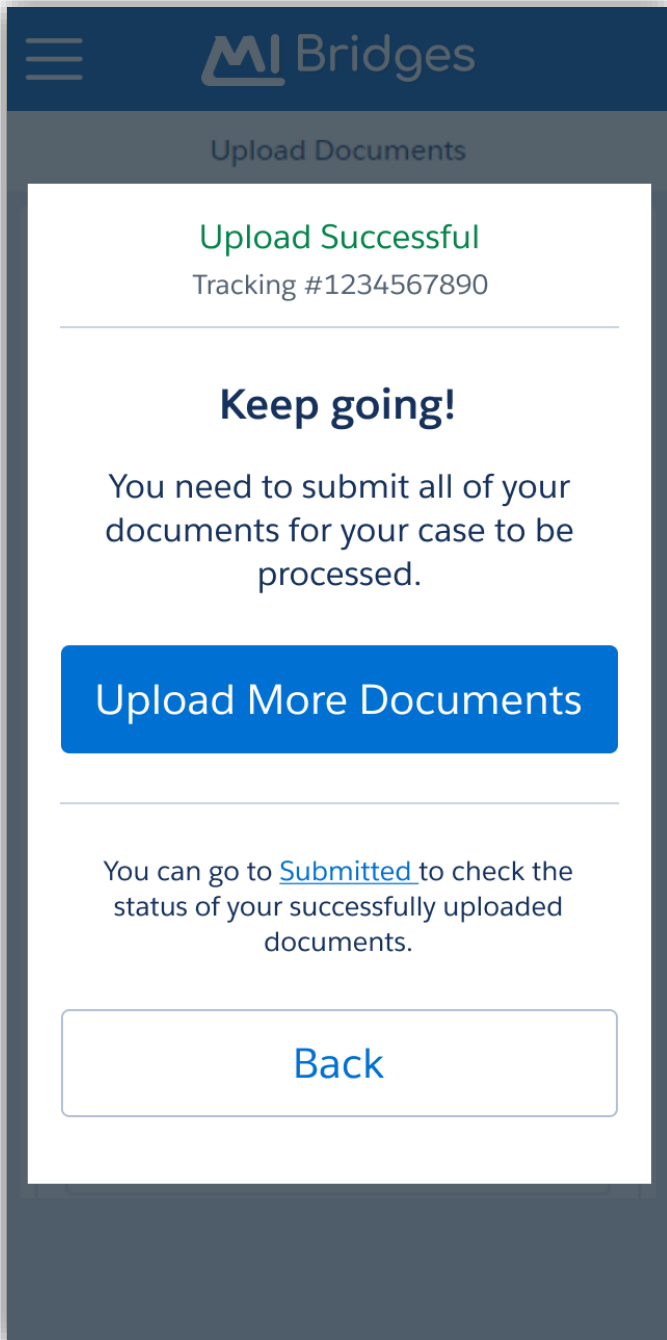 MI Bridges
Upload Documents
Upload Successful
Tracking #1234567890
Keep going!
You need to submit all of your
documents for your case to be
processed.
Upload More Documents
You can go to Submitted to check the
status of your successfully uploaded
documents.
Back